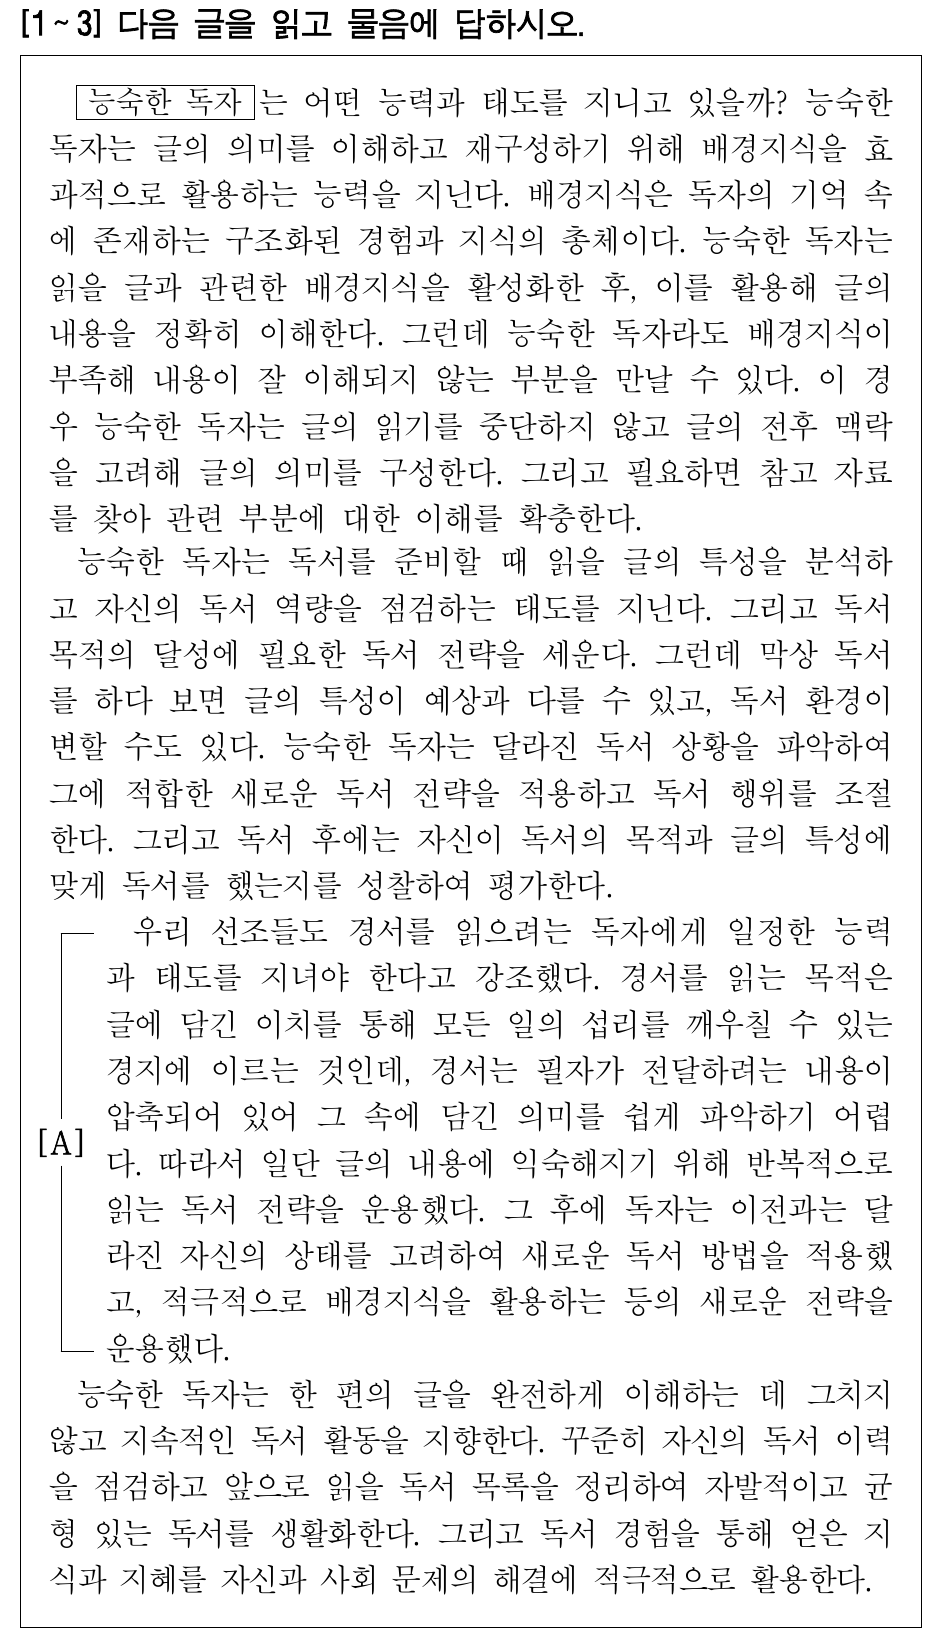 [1~3] 다음 글을 읽고 물음에 답하시오.
능숙한 독자는 어떤 능력과 태도를 지니고 있을까? 능숙한
독자는 글의 의미를 이해하고 재구성하기 위해 배경지식을 효
과적으로 활용하는 능력을 지닌다. 배경지식은 독자의 기억 속
에 존재하는 구조화된 경험과 지식의 총체이다. 능숙한 독자는
읽을 글과 관련한 배경지식을 활성화한 후, 이를 활용해 글의
내용을 정확히 이해한다. 그런데 능숙한 독자라도 배경지식이
부족해 내용이 잘 이해되지 않는 부분을 만날 수 있다. 이 경
우 능숙한 독자는 글의 읽기를 중단하지 않고 글의 전후 맥락
을 고려해 글의 의미를 구성한다. 그리고 필요하면 참고 자료
를 찾아 관련 부분에 대한 이해를 확충한다.
능숙한 독자는 독서를 준비할 때 읽을 글의 특성을 분석하
고 자신의 독서 역량을 점검하는 태도를 지닌다. 그리고 독서
목적의 달성에 필요한 독서 전략을 세운다. 그런데 막상 독서
를 하다 보면 글의 특성이 예상과 다를 수 있고, 독서 환경이
변할 수도 있다. 능숙한 독자는 달라진 독서 상황을 파악하여
그에 적합한 새로운 독서 전략을 적용하고 독서 행위를 조절
한다. 그리고 독서 후에는 자신이 독서의 목적과 글의 특성에
맞게 독서를 했는지를 성찰하여 평가한다.
우리 선조들도 경서를 읽으려는 독자에게 일정한 능력
과 태도를 지녀야 한다고 강조했다. 경서를 읽는 목적은
글에 담긴 이치를 통해 모든 일의 섭리를 깨우칠 수 있는
경지에 이르는 것인데, 경서는 필자가 전달하려는 내용이
압축되어 있어 그 속에 담긴 의미를 쉽게 파악하기 어렵
[A]
다. 따라서 일단 글의 내용에 익숙해지기 위해 반복적으로
읽는 독서 전략을 운용했다. 그 후에 독자는 이전과는 달
라진 자신의 상태를 고려하여 새로운 독서 방법을 적용했
고, 적극적으로 배경지식을 활용하는 등의 새로운 전략을
운용했다.
능숙한 독자는 한 편의 글을 완전하게 이해하는 데 그치지
않고 지속적인 독서 활동을 지향한다. 꾸준히 자신의 독서 이력
을 점검하고 앞으로 읽을 독서 목록을 정리하여 자발적이고 균
형 있는 독서를 생활화한다. 그리고 독서 경험을 통해 얻은 지
식과 지혜를 자신과 사회 문제의 해결에 적극적으로 활용한다.